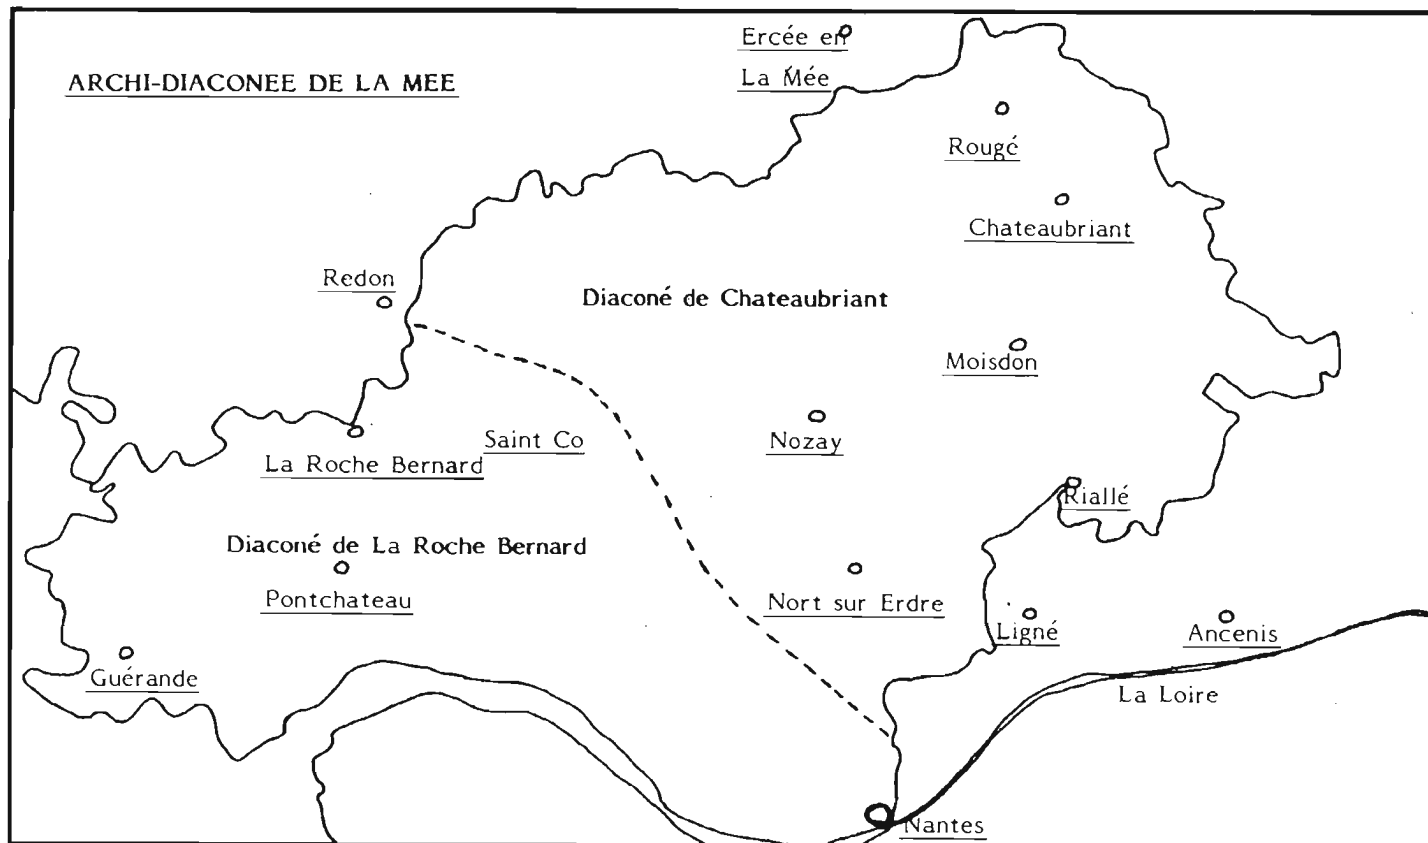 Ercée en
La Mée
ARCHI-DIACONEE DE LA MEE
Rougé
Chateaubriant
Redon
Diaconé de Chateaubriant
Moisdon
Nozay
Saint Co
La Roche Bernard
Riallé
Diaconé de La Roche Bernard
Pontchateau
Nort sur Erdre
Ligné
Ancenis
Guérande
La Loire
Nantes